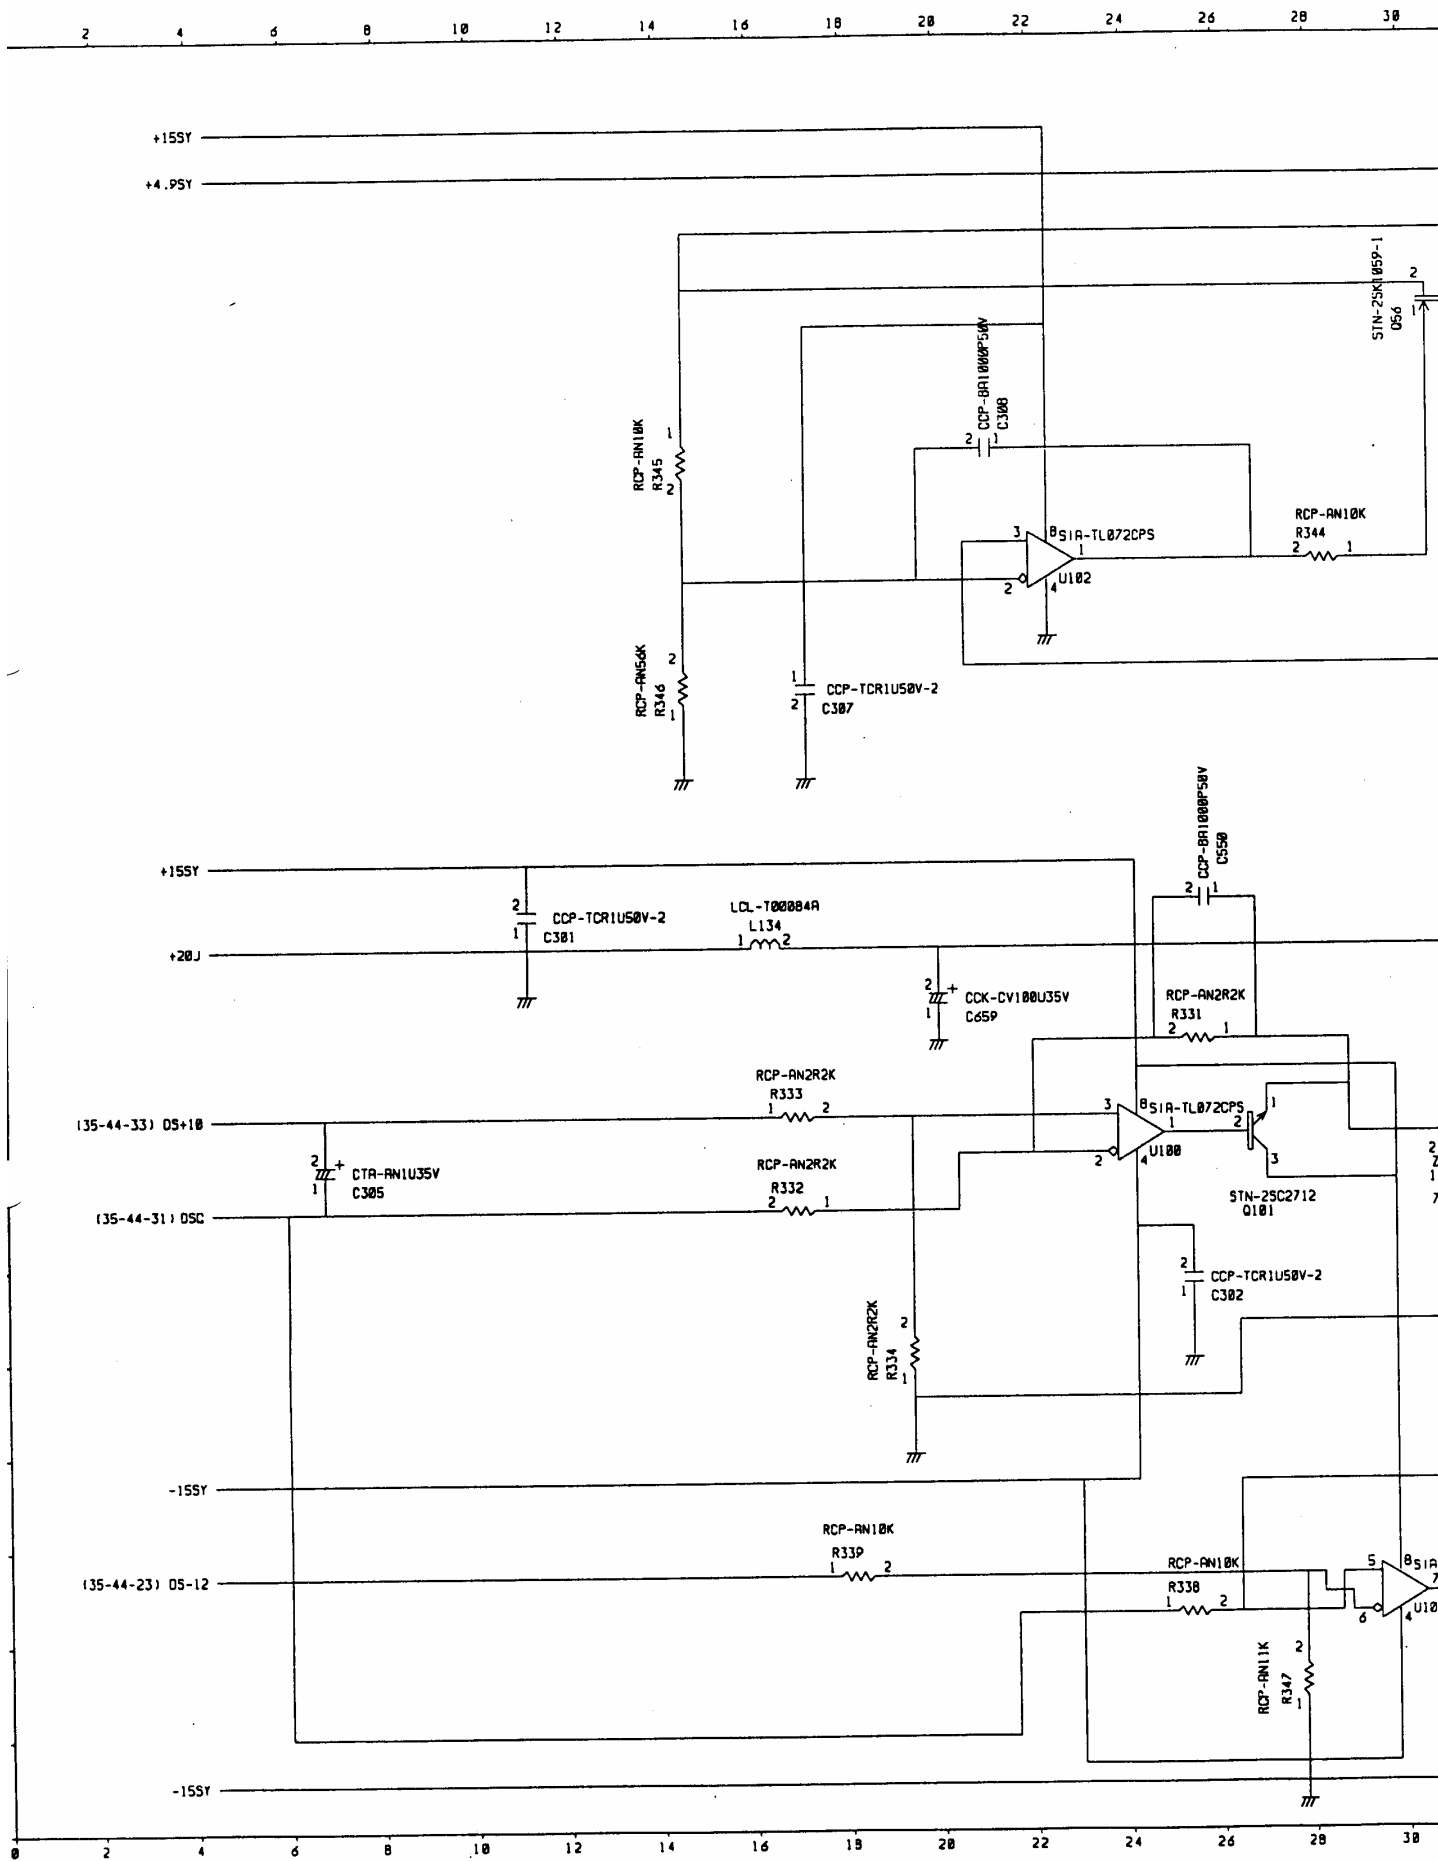 2 4 6 8 10 12 14 16 18 20 22 24 26 28 30
+15SY
+4.9SY
STN-2SK1059-1
Q56
2
1
CCP-BA1000P50V
C308
2 1
RCP-AN10K
R345
1
2
3
8 SIA-TL072CPS
1
2
4
U102
RCP-AN10K
R344
2 1
RCP-AN56K
R346
2
1
1
2
CCP-TCR1U50V-2
C307
CCP-BA1000P50V
C550
2 1
+15SY
2
1
CCP-TCR1U50V-2
C301
LCL-T00084A
L134
1 2
+20J
2 +
1
CCK-CV100U35V
C659
RCP-AN2R2K
R331
2 1
RCP-AN2R2K
R333
1 2
(35-44-33) DS+10
3
8 SIA-TL072CPS
1
2
4
U100
2
1
3
STN-2SC2712
Q101
2 +
1
CTA-AN1U35V
C305
RCP-AN2R2K
R332
2 1
(35-44-31) DSG
2
1
CCP-TCR1U50V-2
C302
RCP-AN2R2K
R334
2
1
-15SY
RCP-AN10K
R339
1 2
(35-44-23) DS-12
RCP-AN10K
R338
1 2
5
8 SIA
7
6
4
U10
RCP-AN11K
R347
2
1
-15SY
0 2 4 6 8 10 12 14 16 18 20 22 24 26 28 30